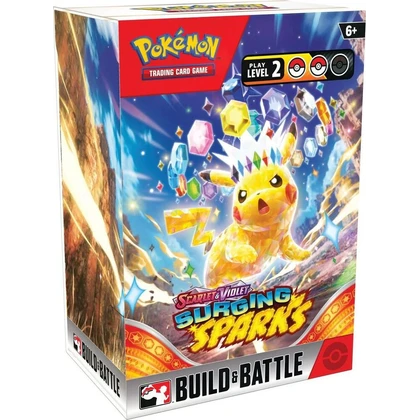 POKÉMON
TRADING CARD GAME
PLAY
LEVEL 2
6+
SCARLET & VIOLET
SURGING
SPARKS
BUILD & BATTLE